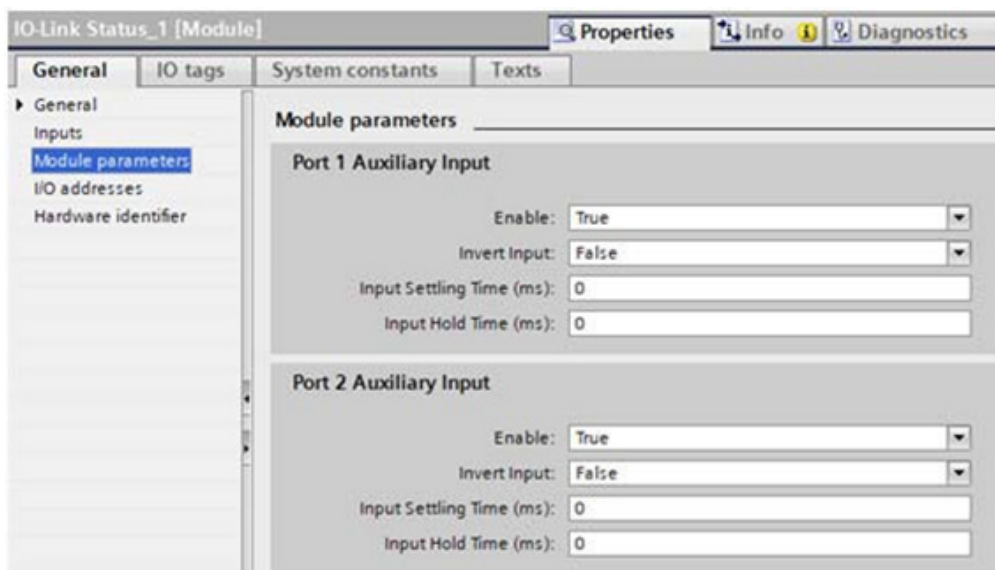 IO-Link Status_1 [Module]
Properties
Info
Diagnostics
General
IO tags
System constants
Texts
General
Inputs
Module parameters
I/O addresses
Hardware identifier
Module parameters
Port 1 Auxiliary Input
Enable: True
Invert Input: False
Input Settling Time (ms): 0
Input Hold Time (ms): 0
Port 2 Auxiliary Input
Enable: True
Invert Input: False
Input Settling Time (ms): 0
Input Hold Time (ms): 0